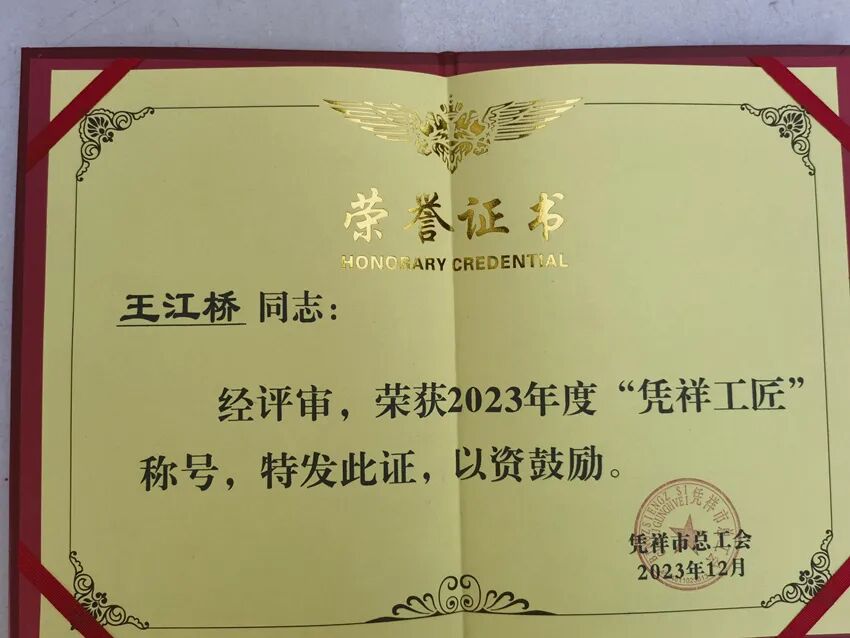 荣誉证书
HONORARY CREDENTIAL
王江桥 同志：
经评审，荣获2023年度“凭祥工匠”
称号，特发此证，以资鼓励。
凭祥市总工会
2023年12月